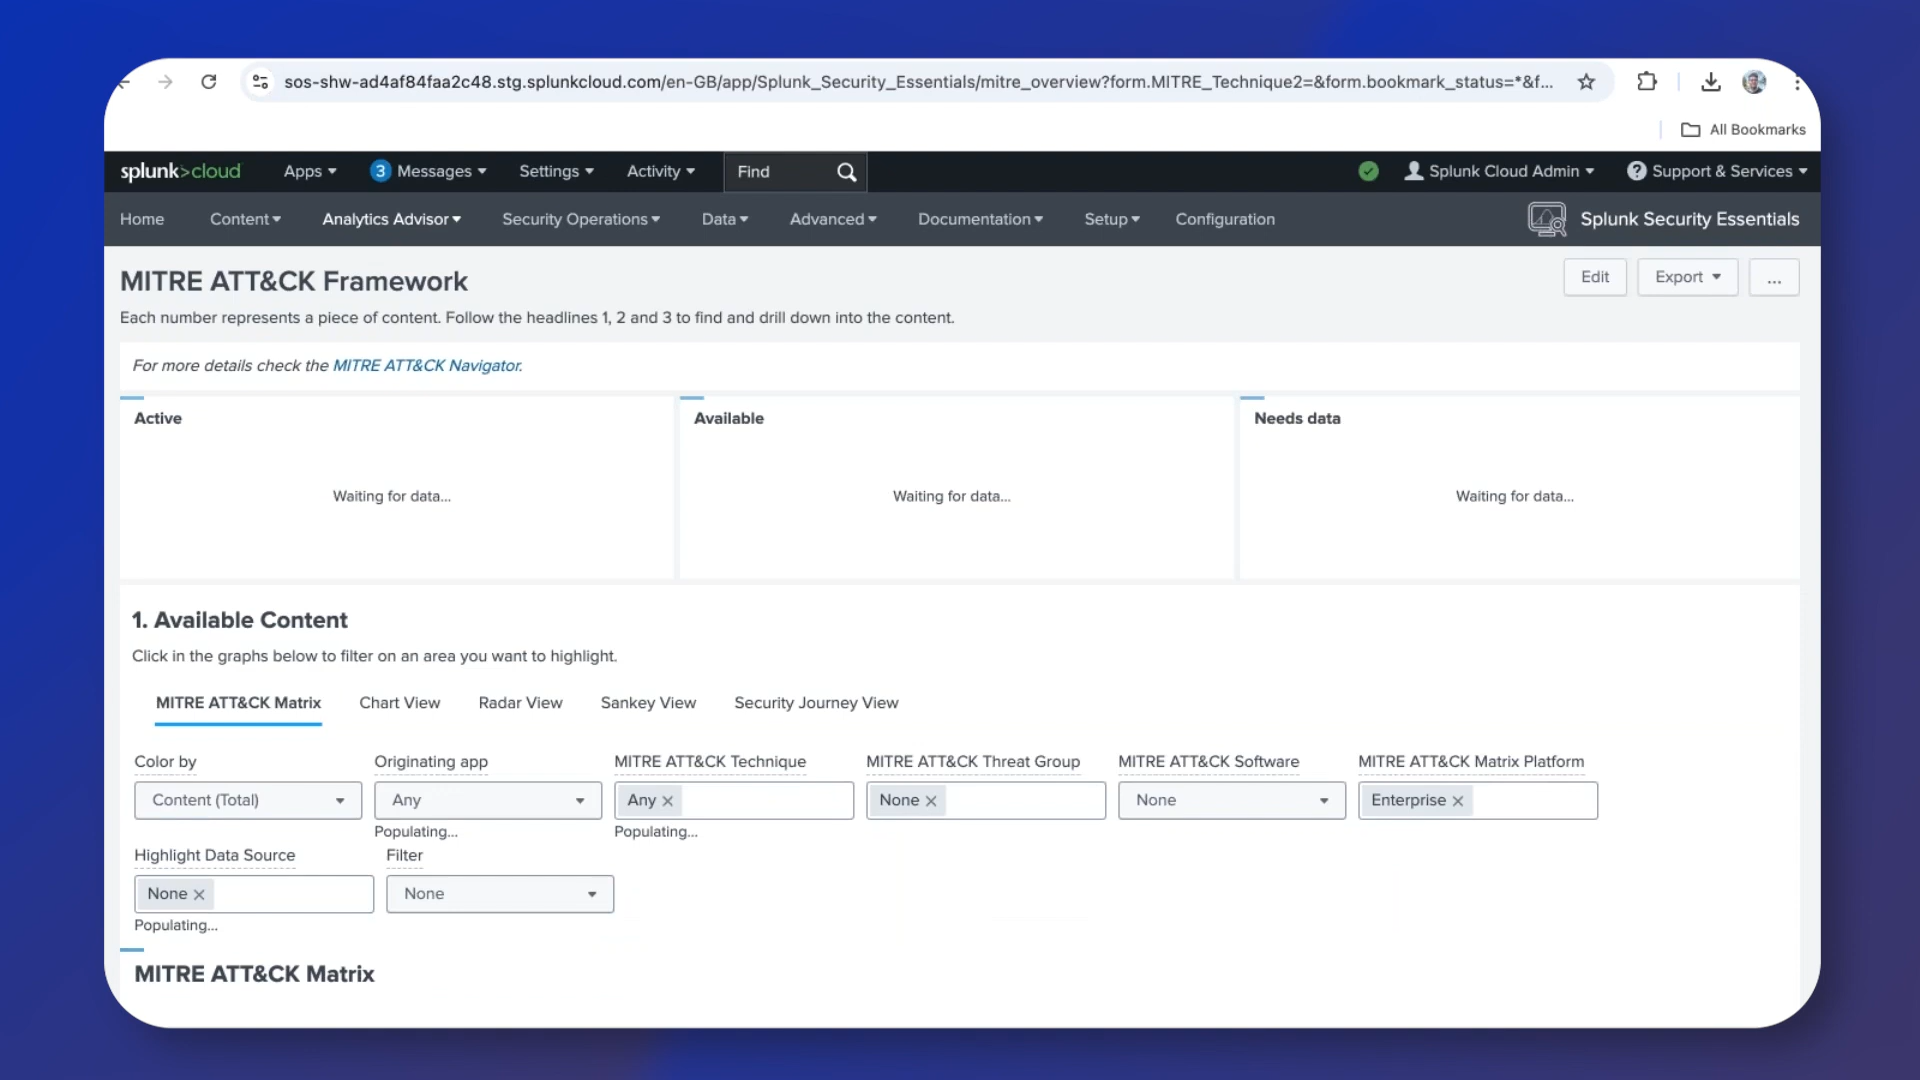 sos-shw-ad4af84faa2c48.stg.splunkcloud.com/en-GB/app/Splunk_Security_Essentials/mitre_overview?form.MITRE_Technique2=&form.bookmark_status=*&f...
All Bookmarks
splunk>cloud Apps 3 Messages Settings Activity Find Splunk Cloud Admin ? Support & Services
Home Content Analytics Advisor Security Operations Data Advanced Documentation Setup Configuration Splunk Security Essentials
MITRE ATT&CK Framework Edit Export ...
Each number represents a piece of content. Follow the headlines 1, 2 and 3 to find and drill down into the content.
For more details check the MITRE ATT&CK Navigator.
Active Available Needs data
Waiting for data... Waiting for data... Waiting for data...
1. Available Content
Click in the graphs below to filter on an area you want to highlight.
MITRE ATT&CK Matrix Chart View Radar View Sankey View Security Journey View
Color by Originating app MITRE ATT&CK Technique MITRE ATT&CK Threat Group MITRE ATT&CK Software MITRE ATT&CK Matrix Platform
Content (Total) Any Any None None Enterprise
Populating... Populating...
Highlight Data Source Filter
None None
Populating...
MITRE ATT&CK Matrix